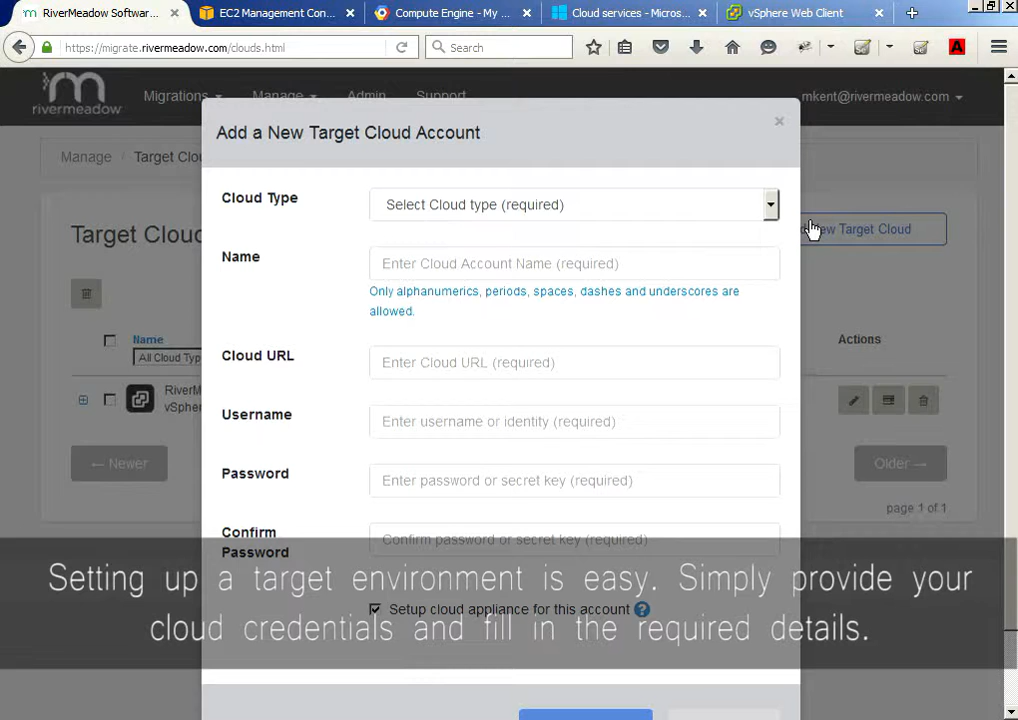 RiverMeadow Softwar...
EC2 Management Con...
Compute Engine - My ...
Cloud services - Micros...
vSphere Web Client
https://migrate.rivermeadow.com/clouds.html
Search
rivermeadow
Migrations
Manage
Admin
Support
mkent@rivermeadow.com
Manage / Target Clo
Add a New Target Cloud Account
Target Cloud
New Target Cloud
Cloud Type
Select Cloud type (required)
Name
Enter Cloud Account Name (required)
Only alphanumerics, periods, spaces, dashes and underscores are
allowed.
Name
All Cloud Typ
Actions
Cloud URL
Enter Cloud URL (required)
RiverM
vSphe
Username
Enter username or identity (required)
← Newer
Older →
Password
Enter password or secret key (required)
page 1 of 1
Confirm
Password
Confirm password or secret key (required)
Setup cloud appliance for this account
Setting up a target environment is easy. Simply provide your
cloud credentials and fill in the required details.